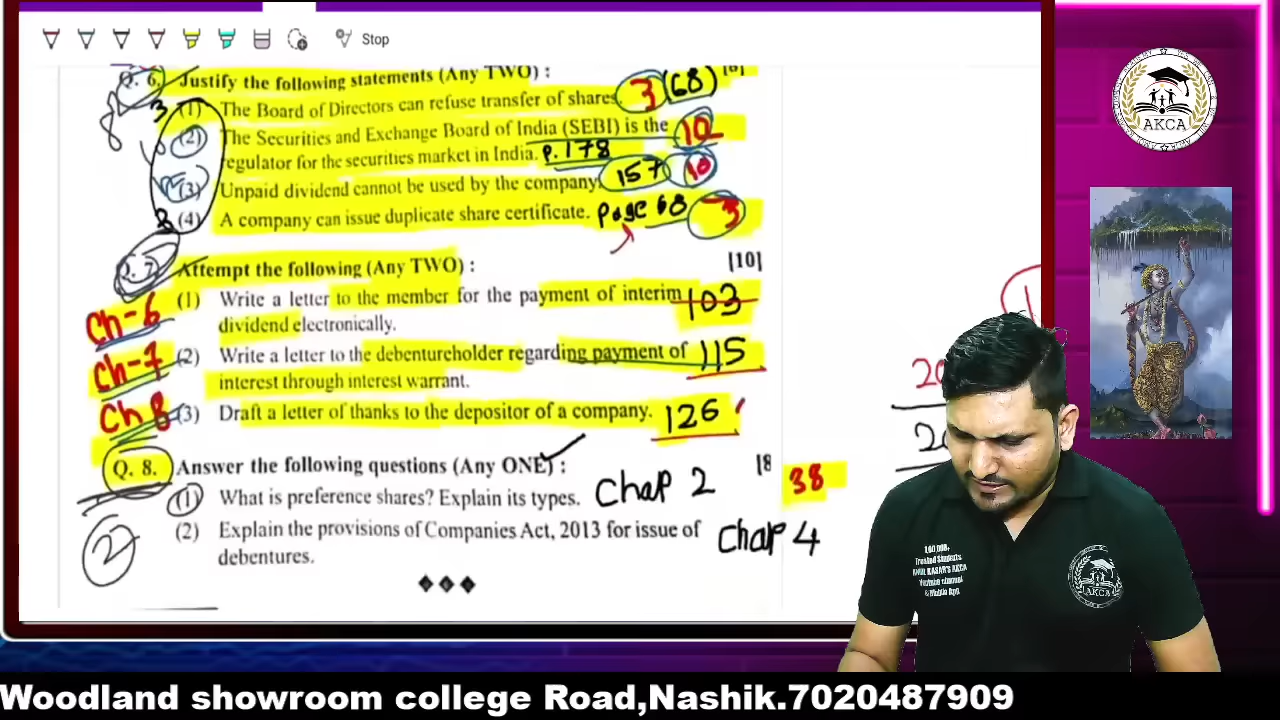 Stop
Q. 6. Justify the following statements (Any TWO) :
3 (1) The Board of Directors can refuse transfer of shares. 3 (68)
(2) The Securities and Exchange Board of India (SEBI) is the 10
regulator for the securities market in India. P.178
(3) Unpaid dividend cannot be used by the company. 157 10
(4) A company can issue duplicate share certificate. page 68 3
Q. 7. Attempt the following (Any TWO) : [10]
Ch-6 (1) Write a letter to the member for the payment of interim 103
dividend electronically.
Ch-7 (2) Write a letter to the debentureholder regarding payment of 115
interest through interest warrant.
Ch 8 (3) Draft a letter of thanks to the depositor of a company. 126
Q. 8. Answer the following questions (Any ONE) : [8
(1) What is preference shares? Explain its types. Chap 2 38
2 (2) Explain the provisions of Companies Act, 2013 for issue of Chap 4
debentures.
AKCA
AKCA
Woodland showroom college Road,Nashik.7020487909